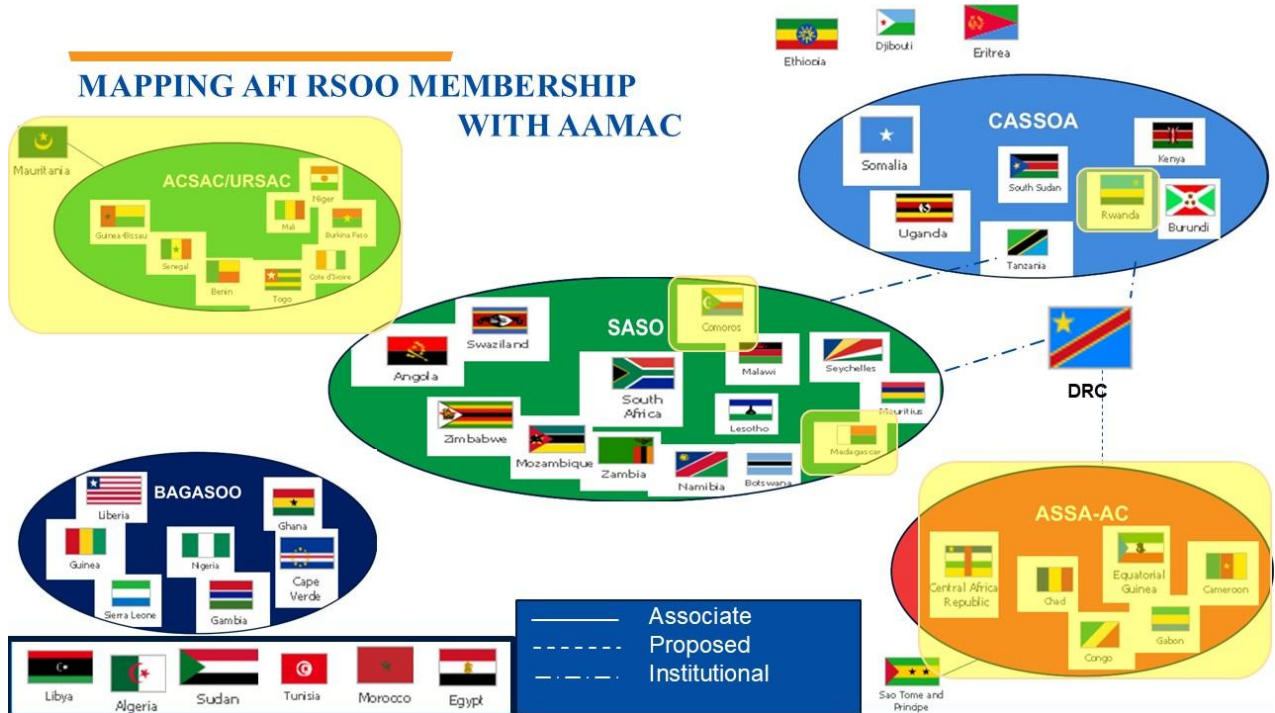 MAPPING AFI RSOO MEMBERSHIP
WITH AAMAC
Ethiopia
Djibouti
Eritrea
Mauritania
ACSAC/URSAC
Niger
Mali
Burkina Faso
Guinea-Bissau
Senegal
Benin
Togo
Cote d'Ivoire
CASSOA
Somalia
South Sudan
Kenya
Rwanda
Uganda
Tanzania
Burundi
SASO
Swaziland
Comoros
Angola
South
Africa
Malawi
Seychelles
Mauritius
Lesotho
Zimbabwe
Mozambique
Zambia
Namibia
Botswana
Madagascar
DRC
BAGASOO
Liberia
Ghana
Guinea
Nigeria
Cape
Verde
Sierra Leone
Gambia
ASSA-AC
Central Africa
Republic
Chad
Equatorial
Guinea
Cameroon
Congo
Gabon
Sao Tome and
Principe
Associate
Proposed
Institutional
Libya
Algeria
Sudan
Tunisia
Morocco
Egypt